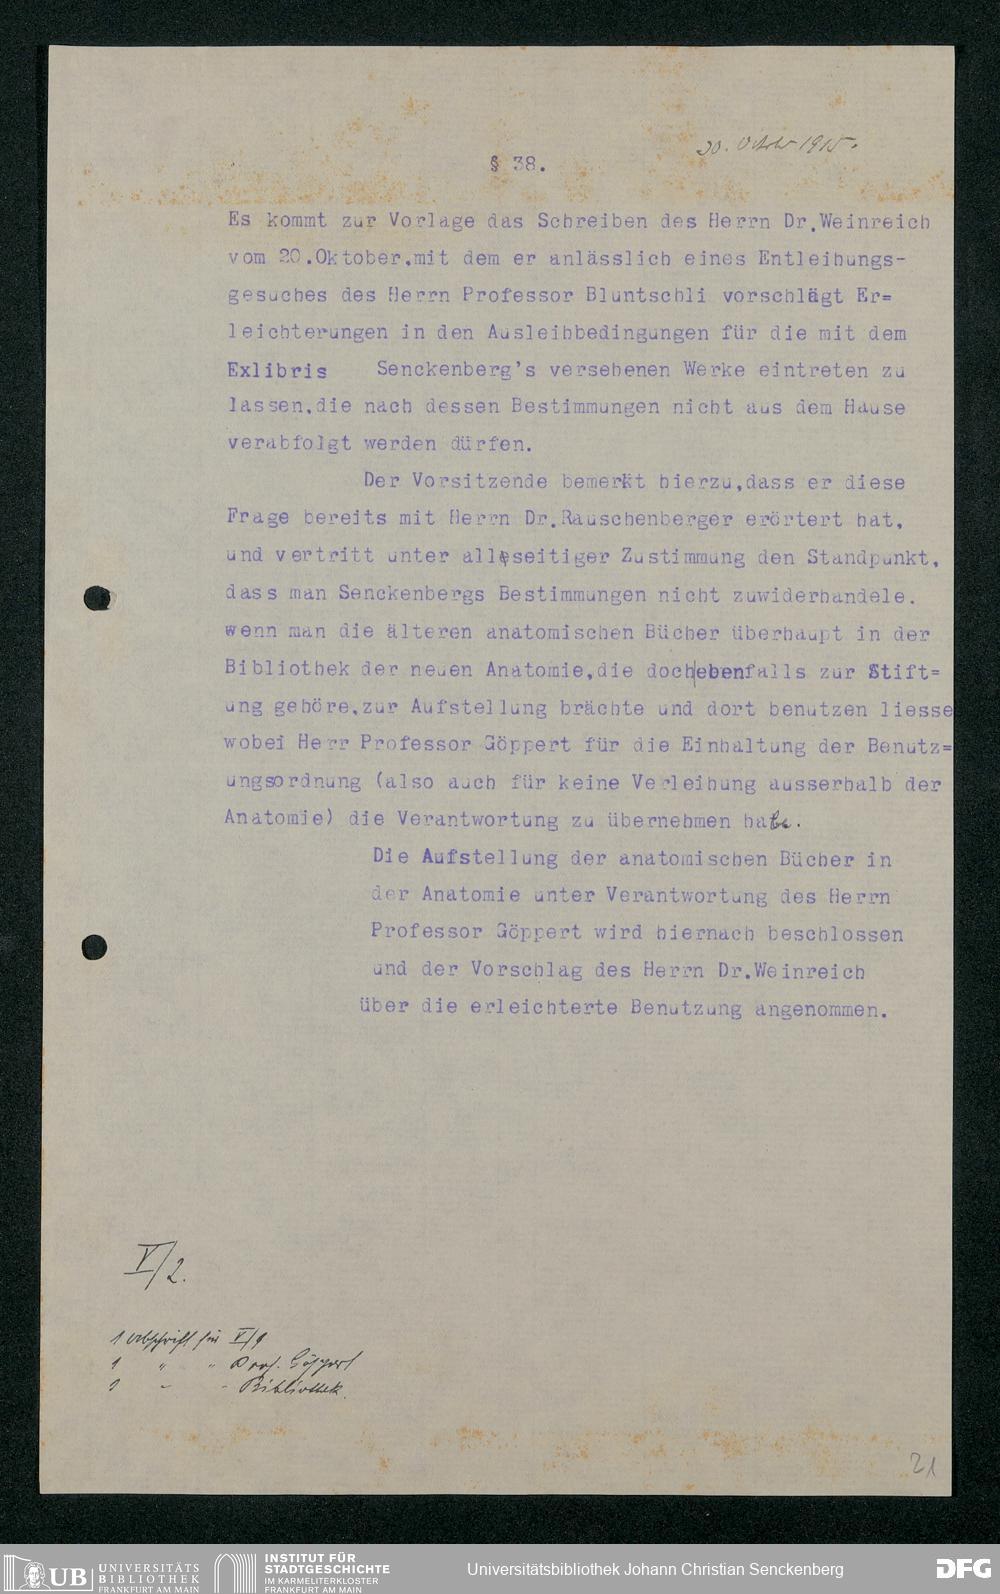 30. October 1915.
§ 38.
Es kommt zur Vorlage das Schreiben des Herrn Dr.Weinreich
vom 20.Oktober,mit dem er anlässlich eines Entleihungs-
gesuches des Herrn Professor Bluntschli vorschlägt Er=
leichterungen in den Ausleihbedingungen für die mit dem
Exlibris Senckenberg's versehenen Werke eintreten zu
lassen,die nach dessen Bestimmungen nicht aus dem Hause
verabfolgt werden dürfen.
Der Vorsitzende bemerkt hierzu,dass er diese
Frage bereits mit Herrn Dr.Rauschenberger erörtert hat,
und vertritt unter allseitiger Zustimmung den Standpunkt,
dass man Senckenbergs Bestimmungen nicht zuwiderhandele.
wenn man die älteren anatomischen Bücher überhaupt in der
Bibliothek der neuen Anatomie,die doch ebenfalls zur Stift=
ung gehöre,zur Aufstellung brächte und dort benutzen liesse
wobei Herr Professor Göppert für die Einhaltung der Benutz=
ungsordnung (also auch für keine Verleihung ausserhalb der
Anatomie) die Verantwortung zu übernehmen habe.
Die Aufstellung der anatomischen Bücher in
der Anatomie unter Verantwortung des Herrn
Professor Göppert wird hiernach beschlossen
und der Vorschlag des Herrn Dr.Weinreich
über die erleichterte Benutzung angenommen.
V/2.
1 Abschrift für V/9
1 " " Prof. Göppert
1 - - Bibliothek.
21
UB UNIVERSITÄTS
BIBLIOTHEK
FRANKFURT AM MAIN
INSTITUT FÜR
STADTGESCHICHTE
IM KARMELITERKLOSTER
FRANKFURT AM MAIN
Universitätsbibliothek Johann Christian Senckenberg
DFG